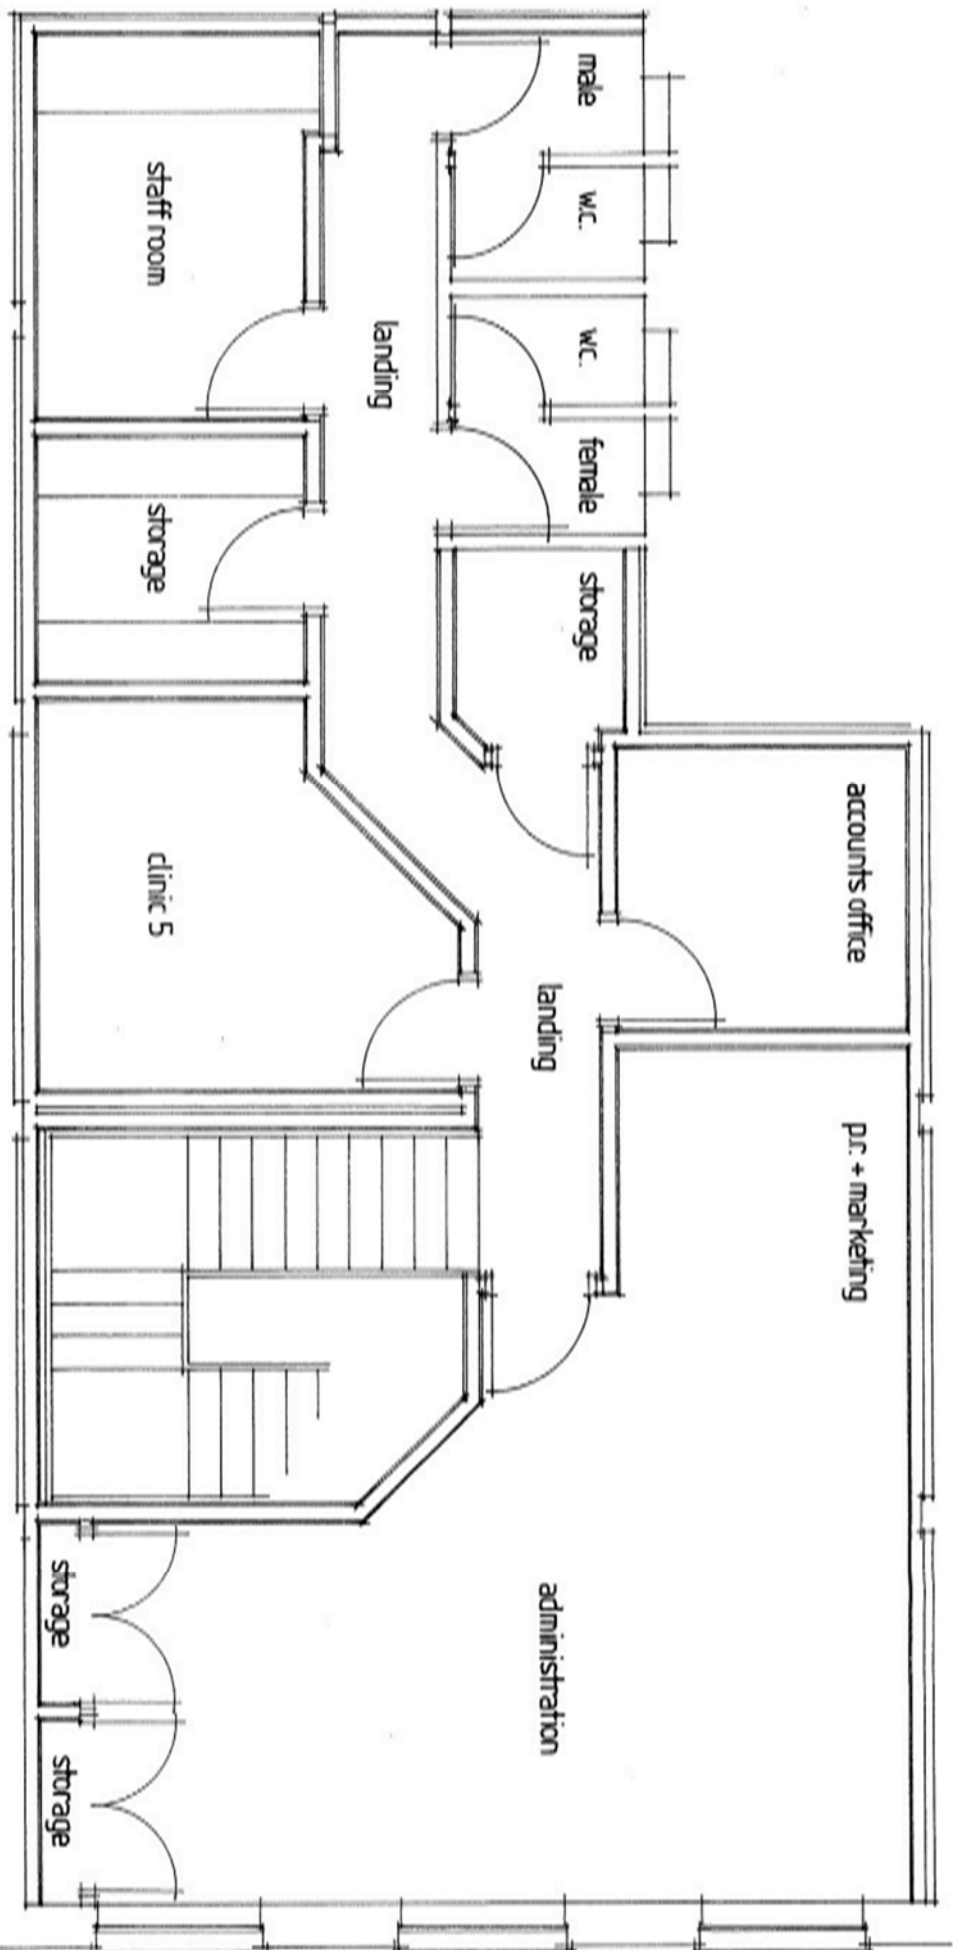 male
w.c.
w.c.
female
storage
accounts office
p.r. + marketing
landing
landing
staff room
storage
clinic 5
administration
storage
storage